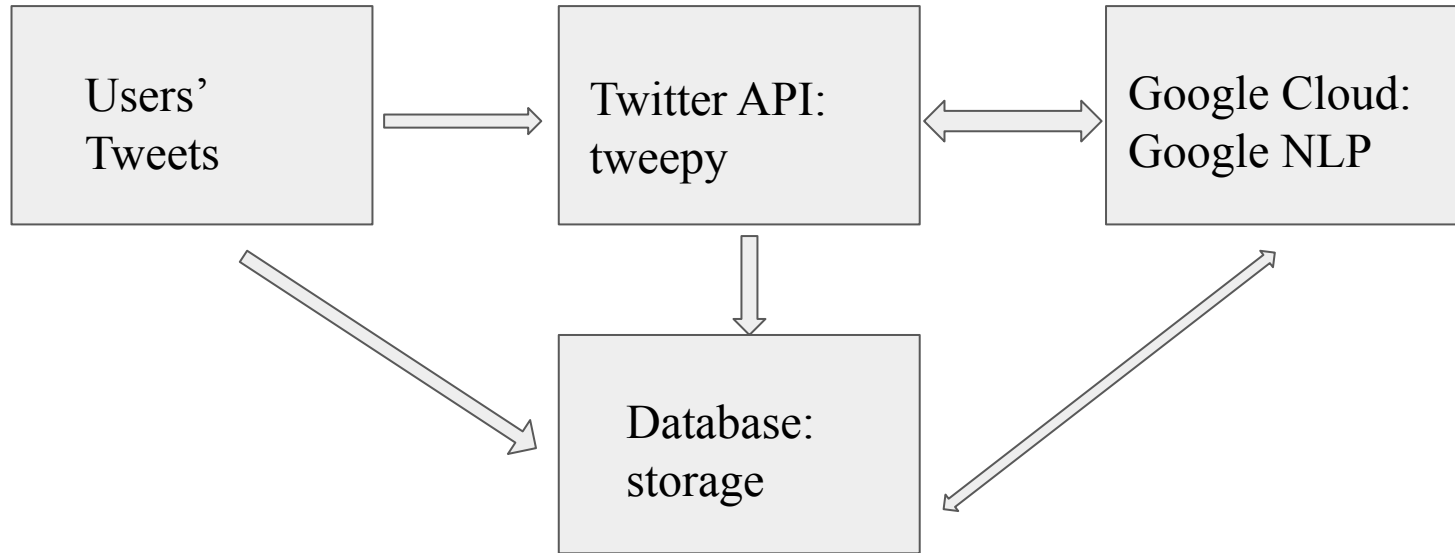 Users’
Tweets
Twitter API:
tweepy
Google Cloud:
Google NLP
Database:
storage